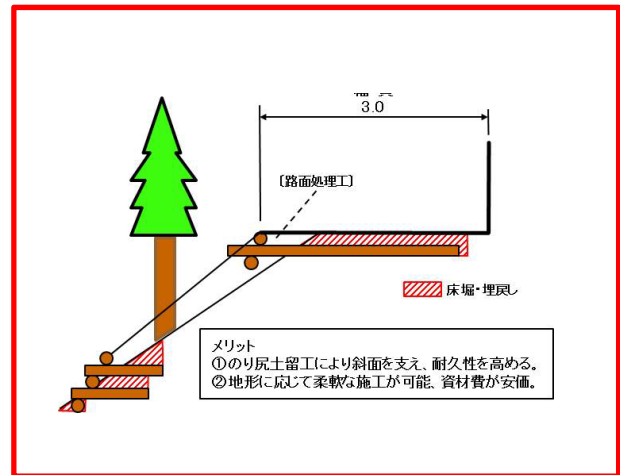 3.0
〔路面処理工〕
床堀・埋戻し
メリット
①のり尻土留工により斜面を支え、耐久性を高める。
②地形に応じて柔軟な施工が可能、資材費が安価。